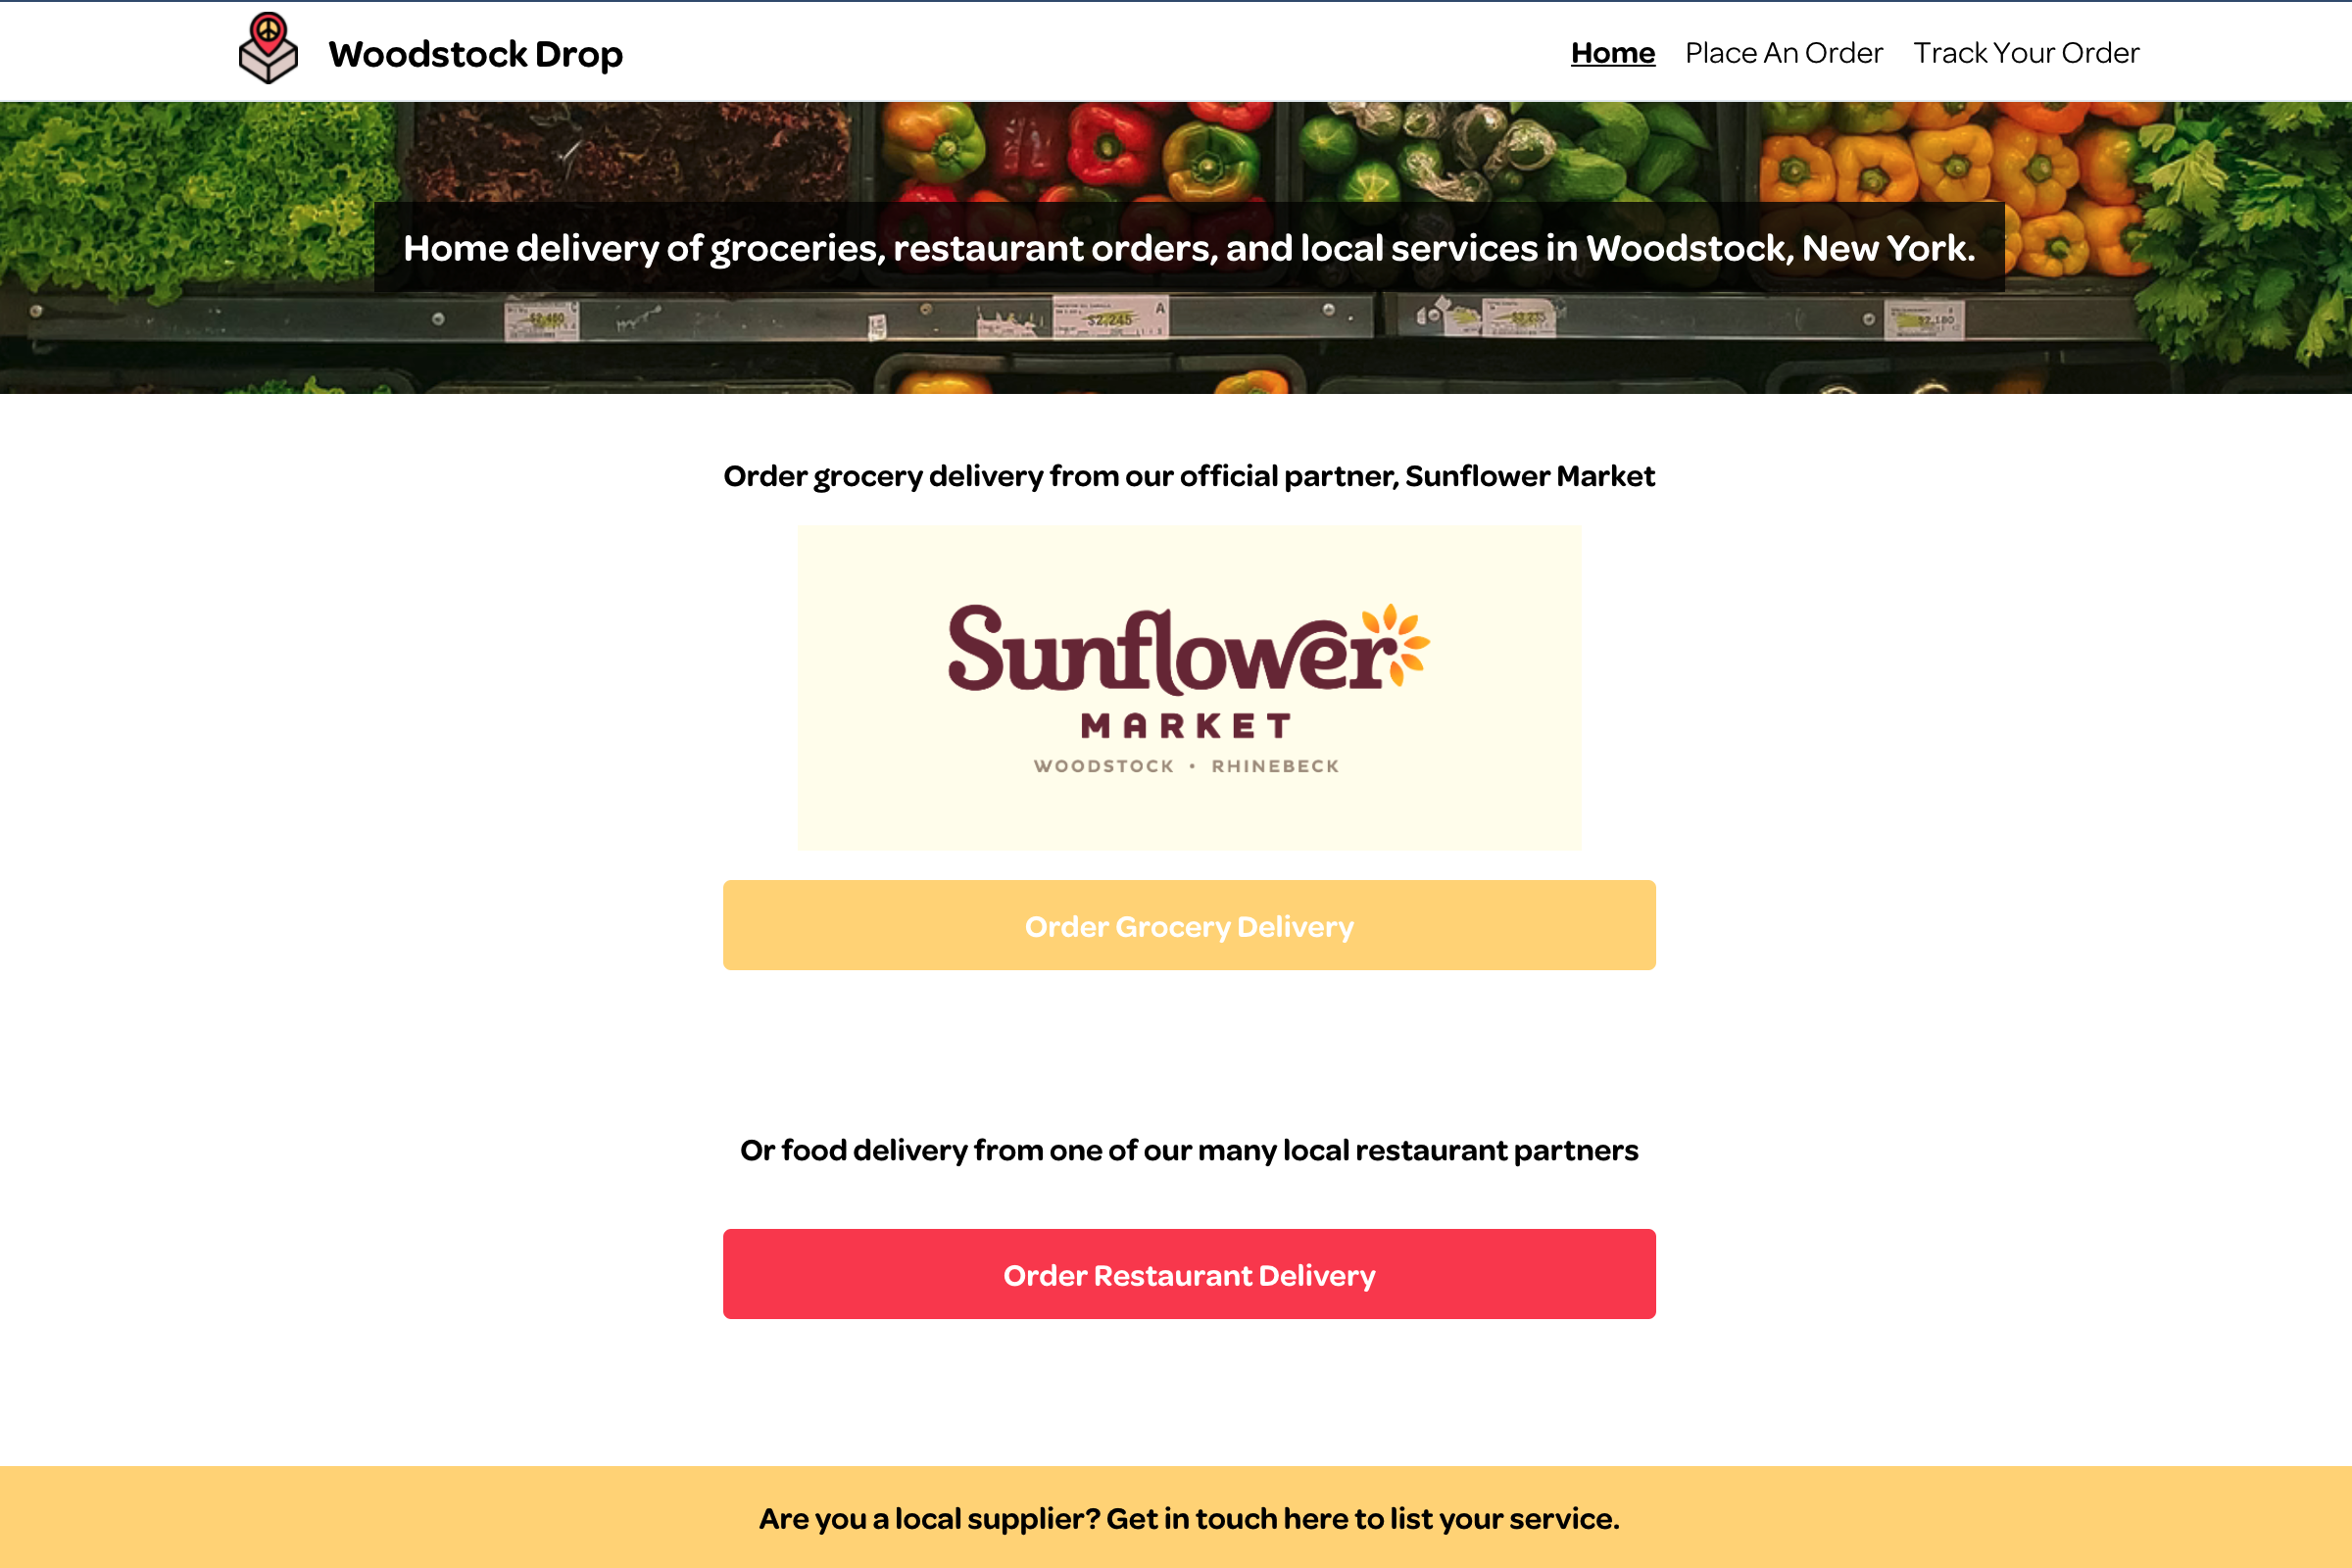 Woodstock Drop
Home Place An Order Track Your Order
Home delivery of groceries, restaurant orders, and local services in Woodstock, New York.
$2,245 A
Order grocery delivery from our official partner, Sunflower Market
Sunflower
MARKET
WOODSTOCK • RHINEBECK
Order Grocery Delivery
Or food delivery from one of our many local restaurant partners
Order Restaurant Delivery
Are you a local supplier? Get in touch here to list your service.